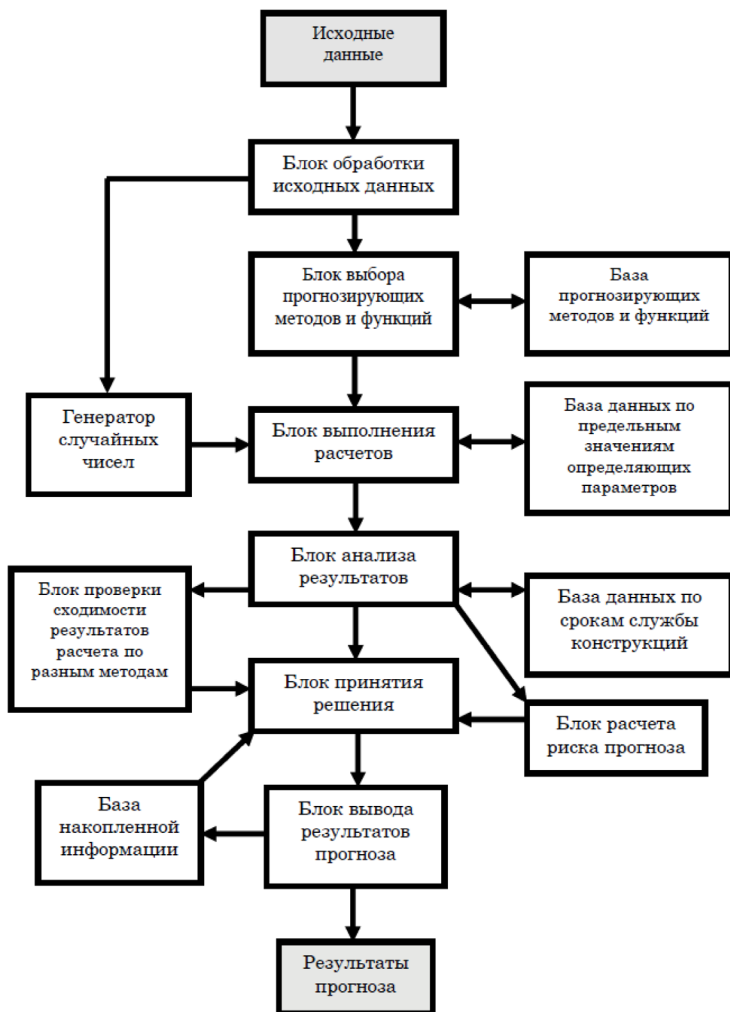 Исходные
данные
Блок обработки
исходных данных
Блок выбора
прогнозирующих
методов и функций
База
прогнозирующих
методов и функций
Генератор
случайных
чисел
Блок выполнения
расчетов
База данных по
предельным
значениям
определяющих
параметров
Блок анализа
результатов
Блок проверки
сходимости
результатов
расчета по
разным методам
База данных по
срокам службы
конструкций
Блок принятия
решения
Блок расчета
риска прогноза
База
накопленной
информации
Блок вывода
результатов
прогноза
Результаты
прогноза